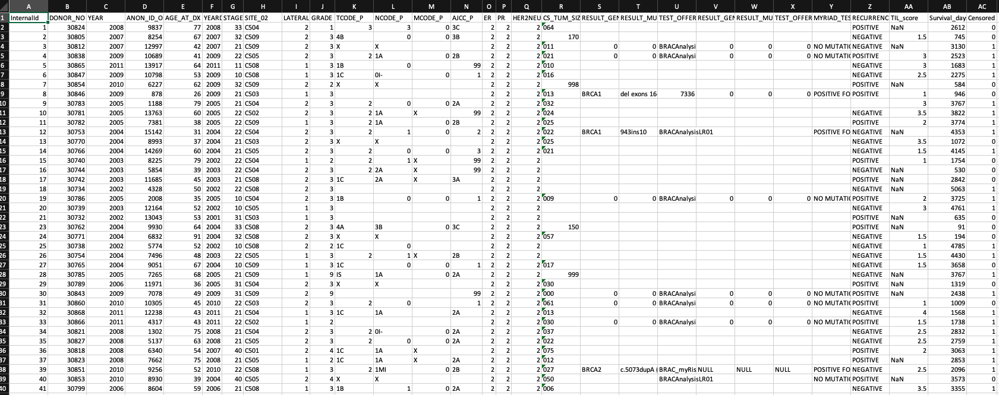 A B C D E F G H I J K L M N O P Q R S T U V W X Y Z AA AB AC
1 InternalId DONOR_NO YEAR ANON_ID_O AGE_AT_DX YEARD STAGE SITE_02 LATERAL GRADE TCODE_P NCODE_P MCODE_P AJCC_P ER PR HER2NEU CS_TUM_SIZ RESULT_GEN RESULT_MU TEST_OFFER RESULT_GEN RESULT_MU TEST_OFFER MYRIAD_TES RECURRENC TIL_score Survival_day Censored
2 1 30824 2008 9837 77 2008 33 C504 2 1 3 3 0 3C 2 2 2 064 POSITIVE NaN 2612 0
3 2 30805 2007 8254 67 2007 32 C509 2 3 4B 0 0 3B 2 2 2 170 NEGATIVE 1.5 745 0
4 3 30812 2007 12997 42 2007 21 C509 2 3 X X 2 2 2 011 0 0 BRACAnalysi 0 0 0 NO MUTATIO NEGATIVE NaN 3130 1
5 4 30838 2009 10689 41 2009 22 C505 2 3 2 1A 0 2B 2 2 2 021 0 0 BRACAnalysi 0 0 0 NO MUTATIO POSITIVE 3 2523 1
6 5 30865 2011 13917 64 2011 11 C508 1 3 1B 0 99 2 2 2 010 NEGATIVE 3 1683 1
7 6 30847 2009 10798 53 2009 10 C508 1 3 1C 0I- 0 1 2 2 2 016 NEGATIVE 2.5 2275 1
8 7 30854 2010 6227 62 2009 32 C509 2 2 X X 2 2 2 998 POSITIVE NaN 584 0
9 8 30846 2009 878 26 2009 21 C503 1 3 2 2 2 013 BRCA1 del exons 16- 7336 0 0 0 POSITIVE FO POSITIVE 1 946 0
10 9 30783 2005 1188 79 2005 21 C504 2 3 2 0 0 2A 2 2 2 032 3 3767 1
11 10 30781 2005 13763 60 2005 22 C502 1 3 2 1A X 99 2 2 2 024 NEGATIVE 3.5 3822 1
12 11 30782 2005 7381 38 2005 22 C509 1 3 2 1A 0 2B 2 2 2 025 POSITIVE 2 3774 1
13 12 30753 2004 15142 31 2004 22 C504 2 3 2 1 0 2 2 2 2 022 BRCA1 943ins10 BRACAnalysisLR01 POSITIVE FO NEGATIVE NaN 4353 1
14 13 30770 2004 8993 37 2004 21 C503 2 3 X X 2 2 2 025 NEGATIVE 3.5 1072 0
15 14 30766 2004 14269 60 2004 21 C505 2 3 2 0 0 3 2 2 2 021 NEGATIVE 1.5 4145 1
16 15 30740 2003 8225 79 2002 22 C504 1 2 2 1 X 99 2 2 2 POSITIVE 1 1754 0
17 16 30744 2003 5854 39 2003 22 C504 2 3 2 2A X 99 2 2 2 NEGATIVE NaN 530 0
18 17 30742 2003 11685 45 2003 21 C508 1 3 1C 2A X 3A 2 2 2 POSITIVE NaN 2842 0
19 18 30734 2002 4328 50 2002 22 C508 2 3 2 2 2 NEGATIVE NaN 5063 1
20 19 30786 2005 2008 35 2005 10 C504 2 3 1B 0 0 1 2 2 2 009 0 0 BRACAnalysi 0 0 0 NO MUTATIO POSITIVE 2 3725 1
21 20 30739 2003 12164 52 2002 10 C505 1 3 2 2 2 NEGATIVE 3 4761 1
22 21 30732 2002 13043 53 2001 31 C503 1 3 2 2 2 POSITIVE NaN 635 0
23 23 30762 2004 9930 64 2004 33 C508 2 3 4A 3B 0 3C 2 2 2 150 POSITIVE NaN 91 0
24 24 30771 2004 6832 91 2004 32 C508 2 3 X X 2 2 2 057 NEGATIVE 1.5 194 0
25 25 30738 2002 5774 52 2002 10 C508 2 2 1C 0 2 2 2 NEGATIVE 1 4785 1
26 26 30754 2004 7496 48 2003 22 C505 1 3 2 1 X 2B 2 2 2 NEGATIVE 1.5 4430 1
27 27 30765 2004 9051 67 2004 10 C509 1 3 1C 0 0 1 2 2 2 017 NEGATIVE 1.5 3658 0
28 28 30785 2005 7265 68 2005 21 C509 1 9 IS 1A 0 2A 2 2 2 999 NEGATIVE NaN 3767 1
29 29 30789 2006 11971 36 2005 31 C504 2 3 X X 2 2 2 030 POSITIVE NaN 1319 0
30 30 30843 2009 7078 49 2009 31 C509 2 9 99 2 2 2 000 0 0 BRACAnalysi 0 0 0 NO MUTATIO POSITIVE NaN 2438 1
31 31 30860 2010 10305 45 2010 22 C503 2 3 2 0 1 2 2 2 061 0 0 BRACAnalysi 0 0 0 NO MUTATIO POSITIVE 1 1009 0
32 32 30868 2011 12238 43 2011 21 C504 1 3 1C 1A 2A 2 2 2 013 NEGATIVE 4 1568 1
33 33 30866 2011 4317 43 2011 22 C502 1 2 2 2 2 030 0 0 BRACAnalysi 0 0 0 NO MUTATIO POSITIVE 1.5 1738 1
34 34 30821 2008 1302 75 2008 21 C504 2 3 2 0I- 0 2A 2 2 2 037 NEGATIVE 2.5 2832 1
35 35 30827 2008 5137 63 2008 21 C505 2 3 2 0 0 2A 2 2 2 022 NEGATIVE 2.5 2759 1
36 36 30818 2008 6340 54 2007 40 C501 2 4 1C 1A X 2 2 2 075 POSITIVE 2 3063 1
37 37 30823 2008 7662 75 2008 21 C505 1 2 1C 1A X 2A 2 2 2 012 POSITIVE NaN 2853 1
38 39 30851 2010 9256 52 2010 22 C508 1 3 2 1MI 0 2B 2 2 2 027 BRCA2 c.5073dupA ( BRAC_myRis NULL NULL NULL POSITIVE FO NEGATIVE 2.5 2096 1
39 40 30853 2010 8930 39 2004 40 C505 2 4 X X 2 2 2 050 BRACAnalysisLR01 NO MUTATIO POSITIVE NaN 3573 0
40 41 30799 2006 8604 59 2006 21 C508 1 3 1B 1 0 2A 2 2 2 006 NEGATIVE 3.5 3355 1